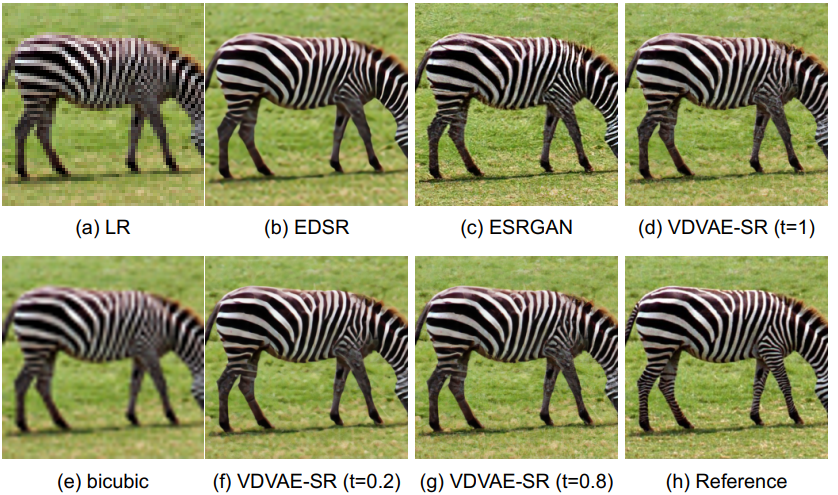 (a) LR
(b) EDSR
(c) ESRGAN
(d) VDVAE-SR (t=1)
(e) bicubic
(f) VDVAE-SR (t=0.2)
(g) VDVAE-SR (t=0.8)
(h) Reference